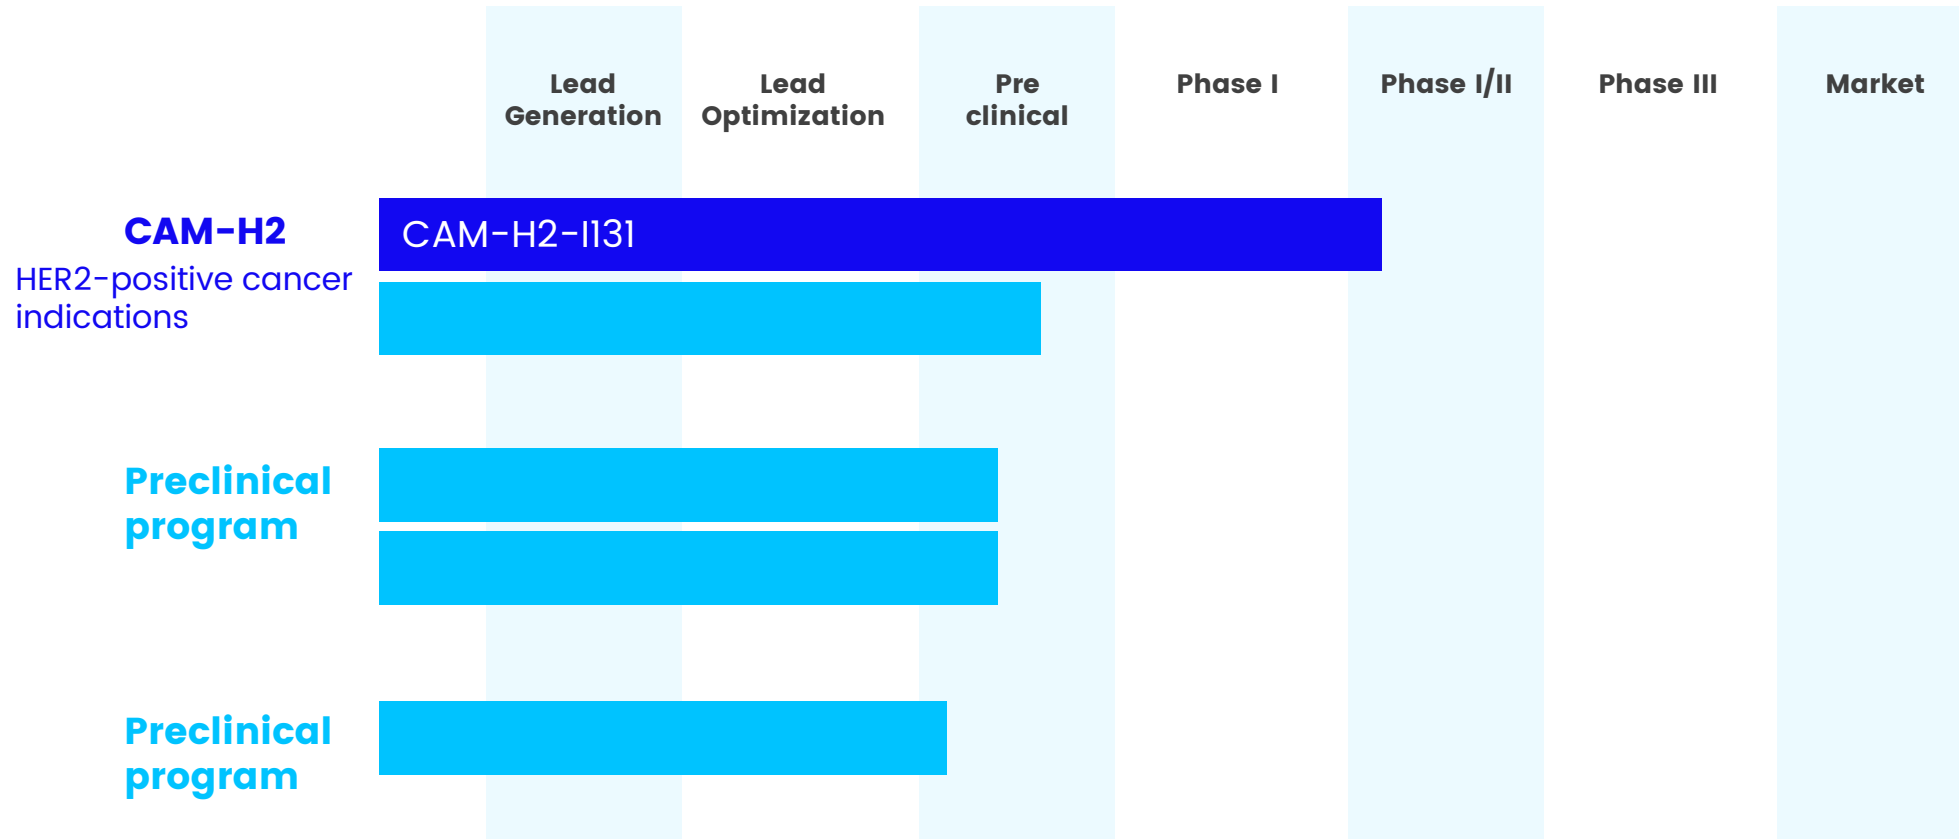 Lead
Generation
Lead
Optimization
Pre
clinical
Phase I
Phase I/II
Phase III
Market
CAM-H2
HER2-positive cancer
indications
CAM-H2-I131
Preclinical
program
Preclinical
program